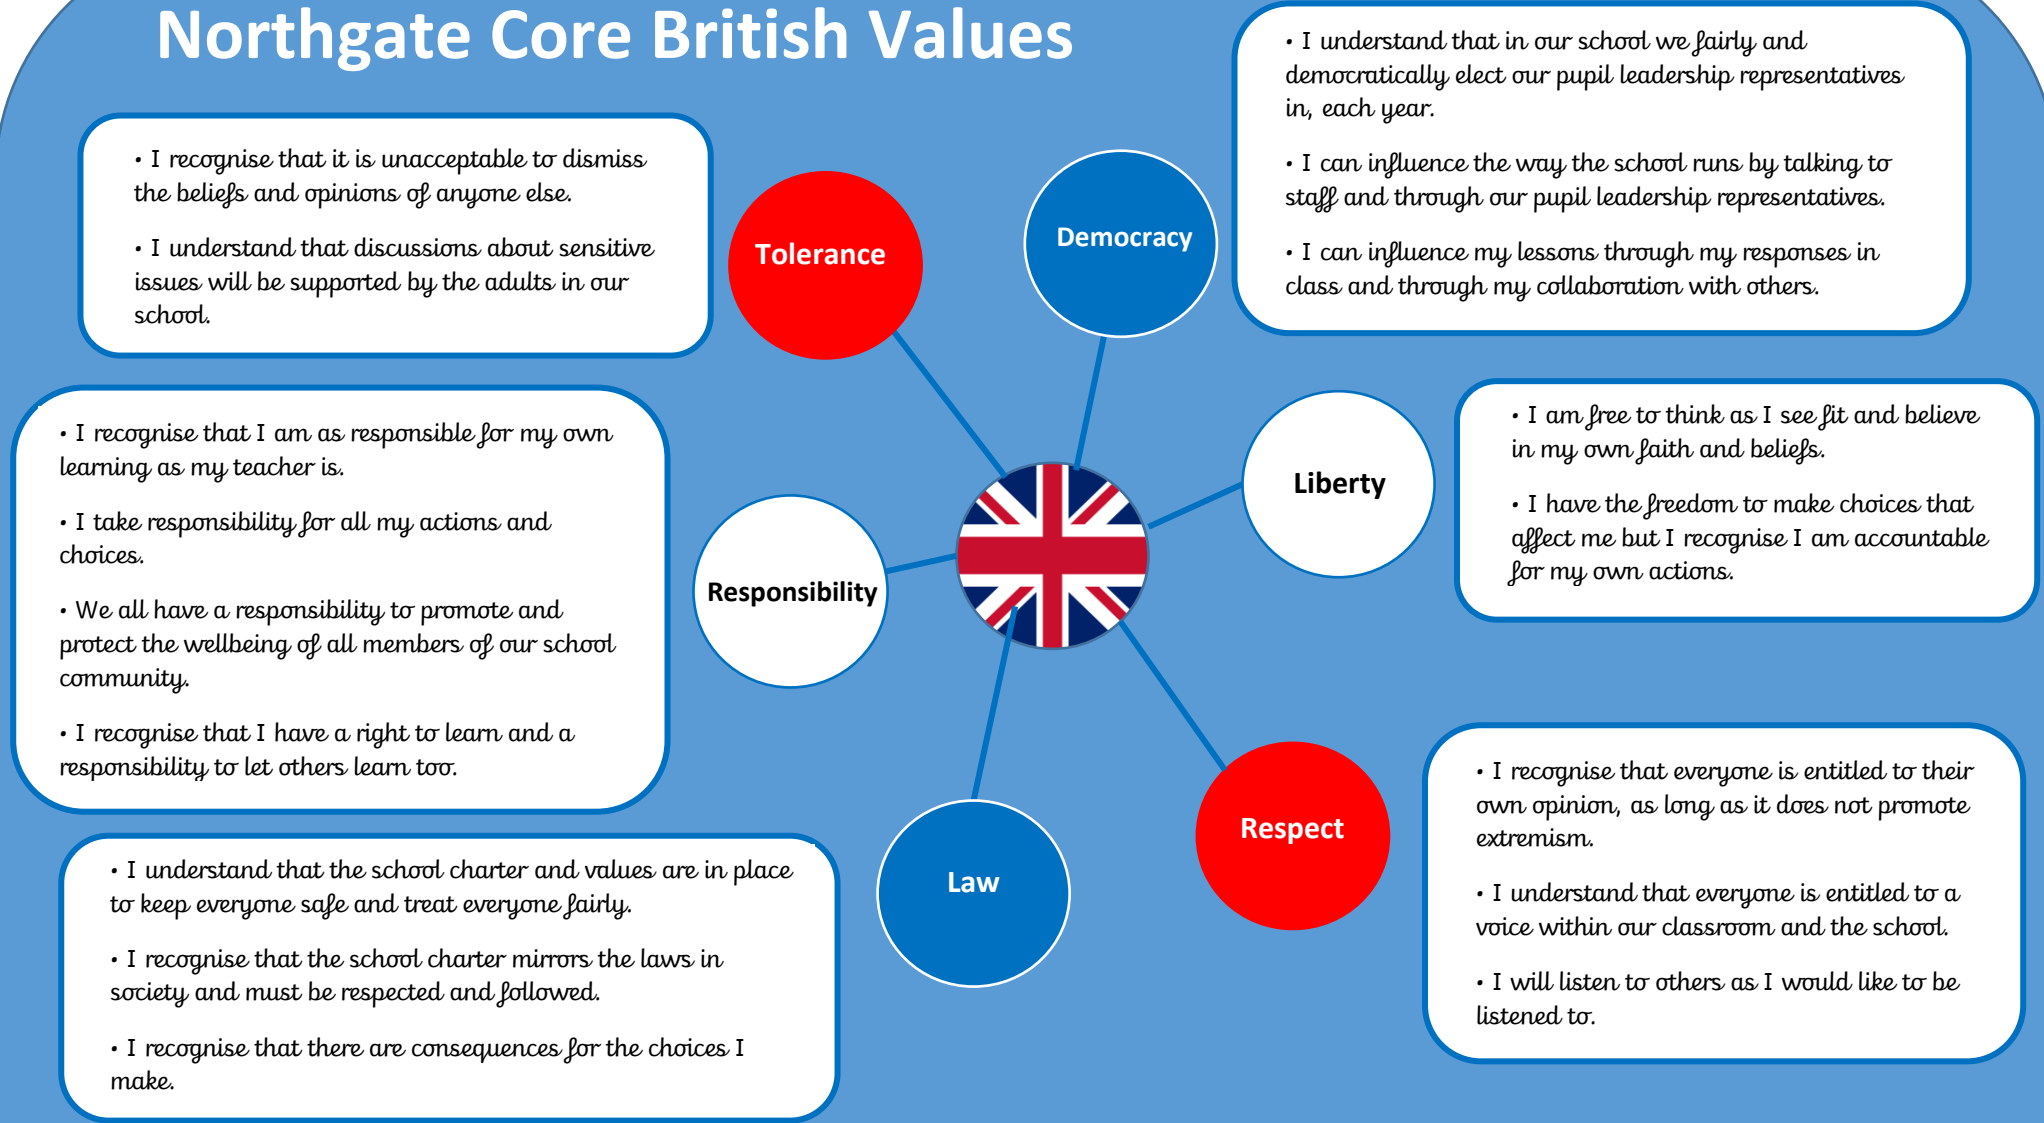 Northgate Core British Values
• I recognise that it is unacceptable to dismiss
the beliefs and opinions of anyone else.
• I understand that discussions about sensitive
issues will be supported by the adults in our
school.
Tolerance
Democracy
• I understand that in our school we fairly and
democratically elect our pupil leadership representatives
in, each year.
• I can influence the way the school runs by talking to
staff and through our pupil leadership representatives.
• I can influence my lessons through my responses in
class and through my collaboration with others.
• I recognise that I am as responsible for my own
learning as my teacher is.
• I take responsibility for all my actions and
choices.
• We all have a responsibility to promote and
protect the wellbeing of all members of our school
community.
• I recognise that I have a right to learn and a
responsibility to let others learn too.
Responsibility
Liberty
• I am free to think as I see fit and believe
in my own faith and beliefs.
• I have the freedom to make choices that
affect me but I recognise I am accountable
for my own actions.
• I understand that the school charter and values are in place
to keep everyone safe and treat everyone fairly.
• I recognise that the school charter mirrors the laws in
society and must be respected and followed.
• I recognise that there are consequences for the choices I
make.
Law
Respect
• I recognise that everyone is entitled to their
own opinion, as long as it does not promote
extremism.
• I understand that everyone is entitled to a
voice within our classroom and the school.
• I will listen to others as I would like to be
listened to.